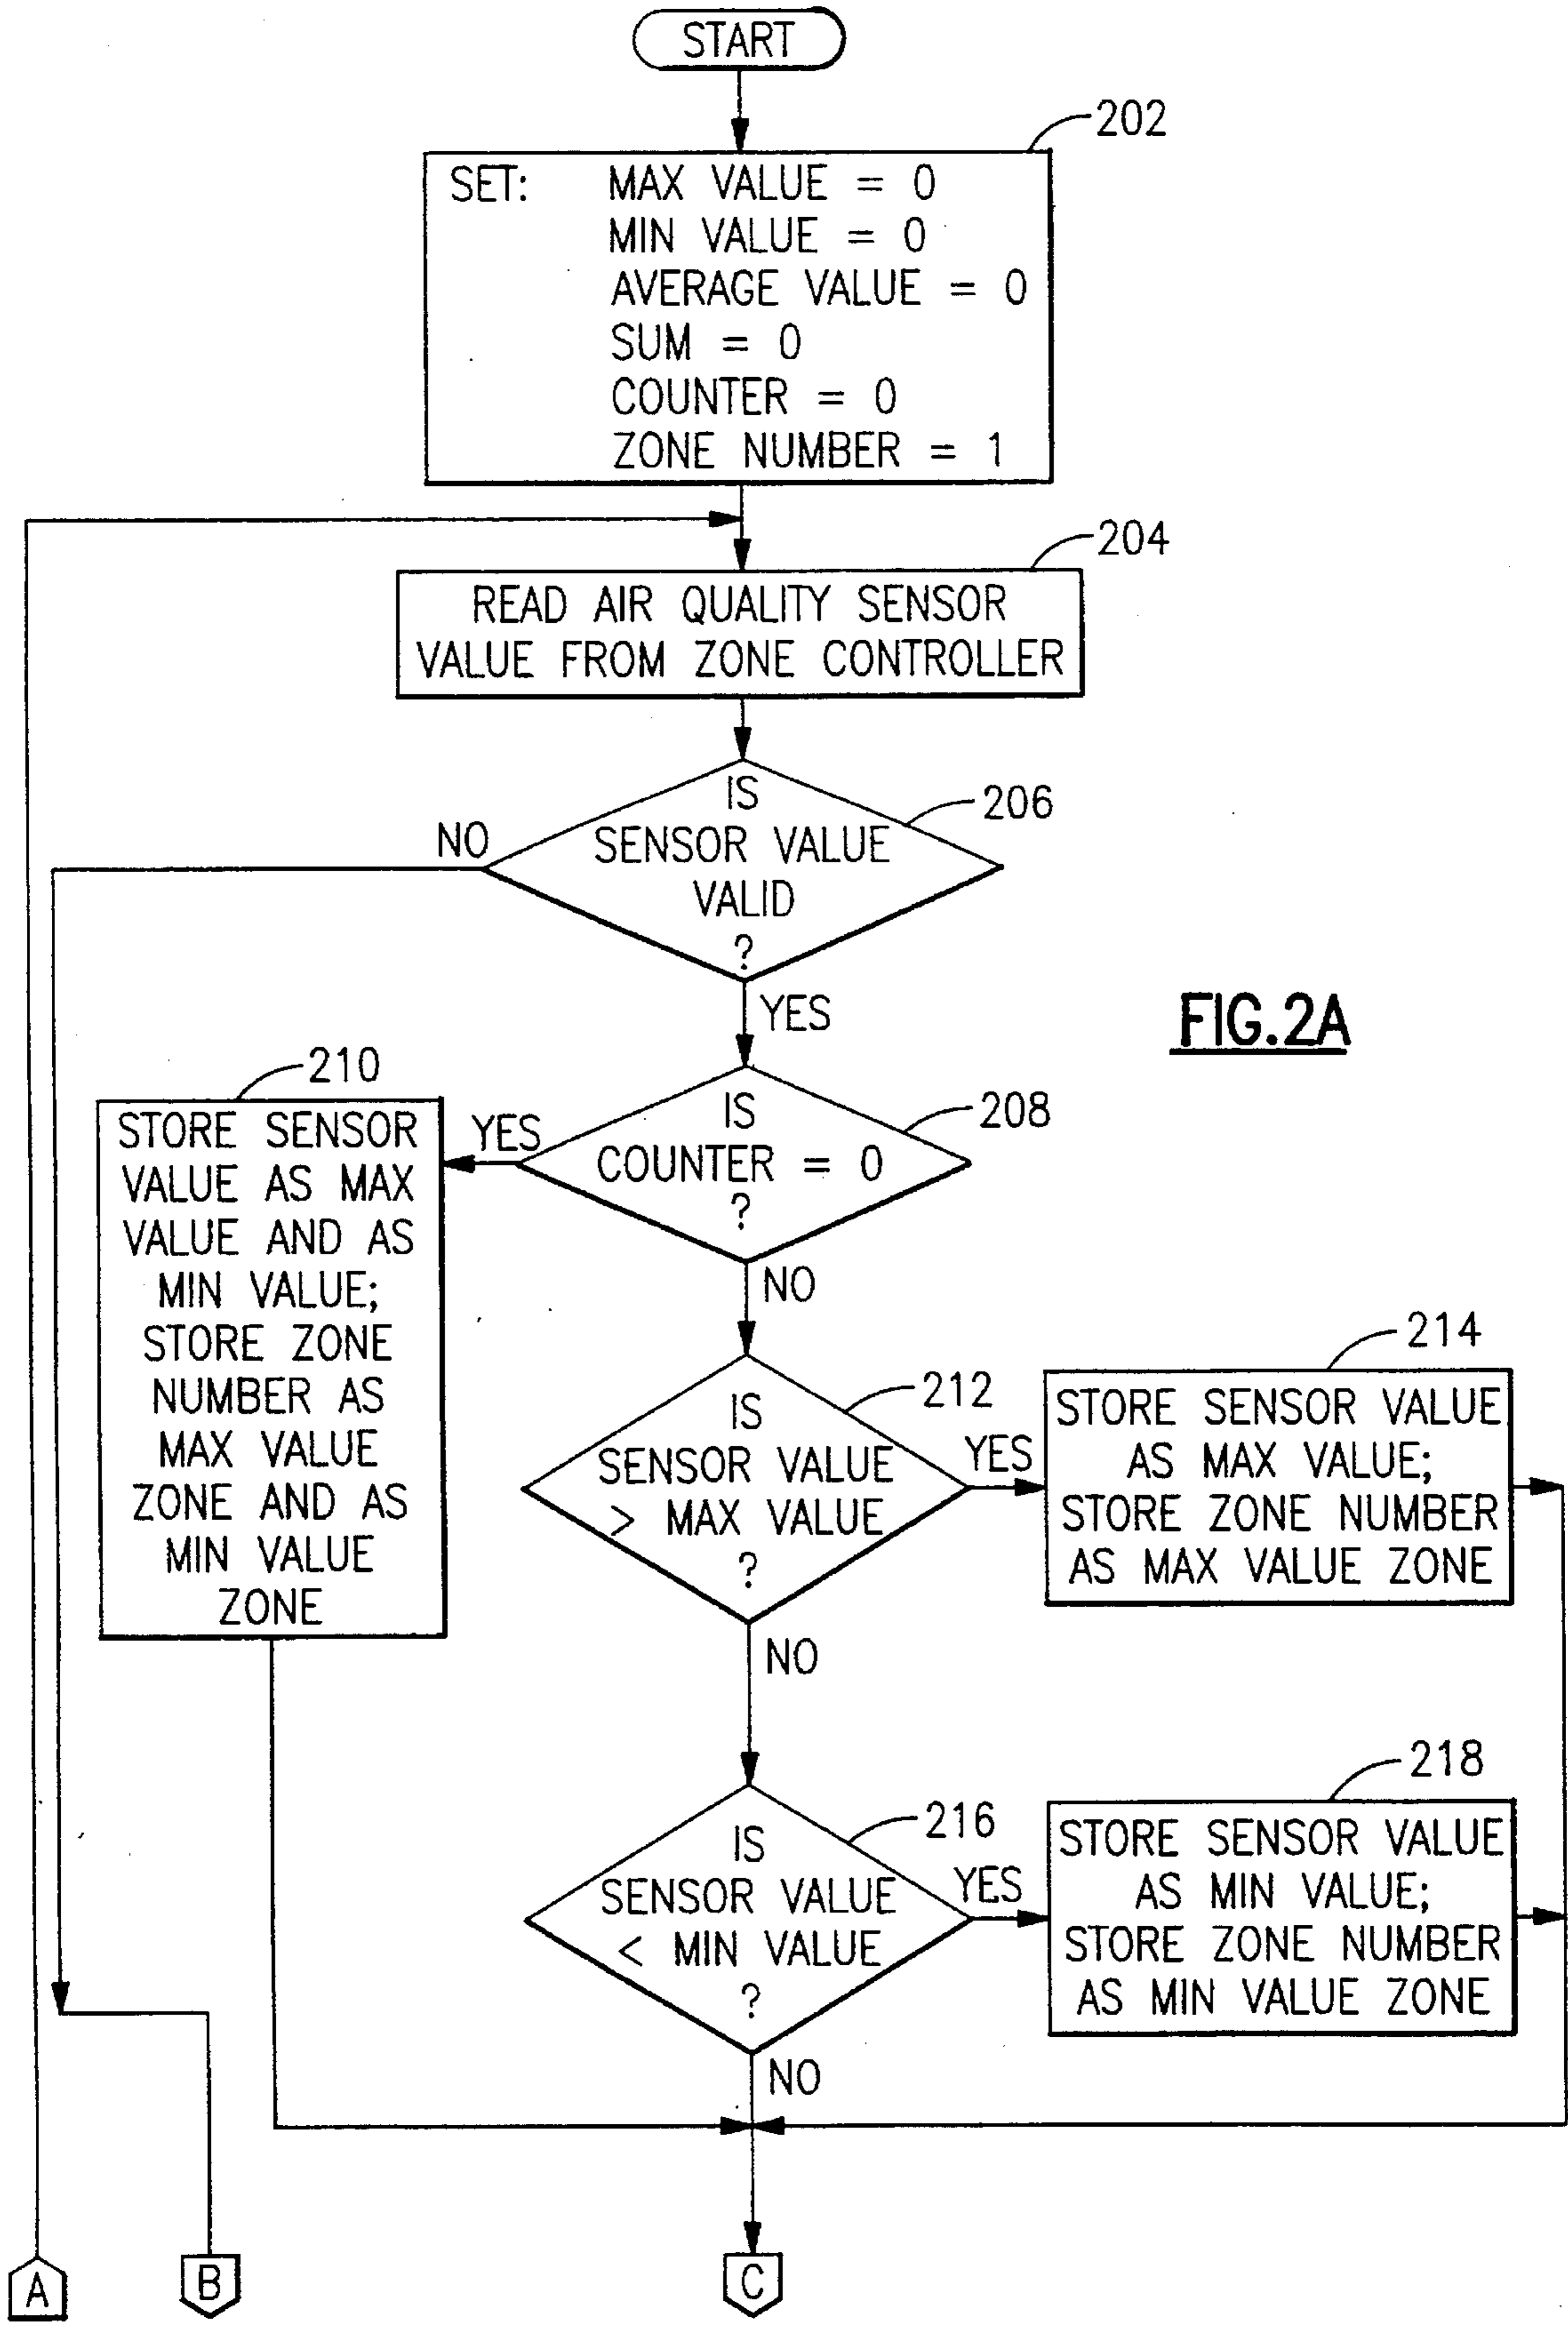 START
202
SET: MAX VALUE = 0
MIN VALUE = 0
AVERAGE VALUE = 0
SUM = 0
COUNTER = 0
ZONE NUMBER = 1
204
READ AIR QUALITY SENSOR
VALUE FROM ZONE CONTROLLER
206
IS
SENSOR VALUE
VALID
?
NO
YES
FIG.2A
208
IS
COUNTER = 0
?
YES
NO
210
STORE SENSOR
VALUE AS MAX
VALUE AND AS
MIN VALUE;
STORE ZONE
NUMBER AS
MAX VALUE
ZONE AND AS
MIN VALUE
ZONE
212
IS
SENSOR VALUE
> MAX VALUE
?
YES
NO
214
STORE SENSOR VALUE
AS MAX VALUE;
STORE ZONE NUMBER
AS MAX VALUE ZONE
216
IS
SENSOR VALUE
< MIN VALUE
?
YES
NO
218
STORE SENSOR VALUE
AS MIN VALUE;
STORE ZONE NUMBER
AS MIN VALUE ZONE
A
B
C